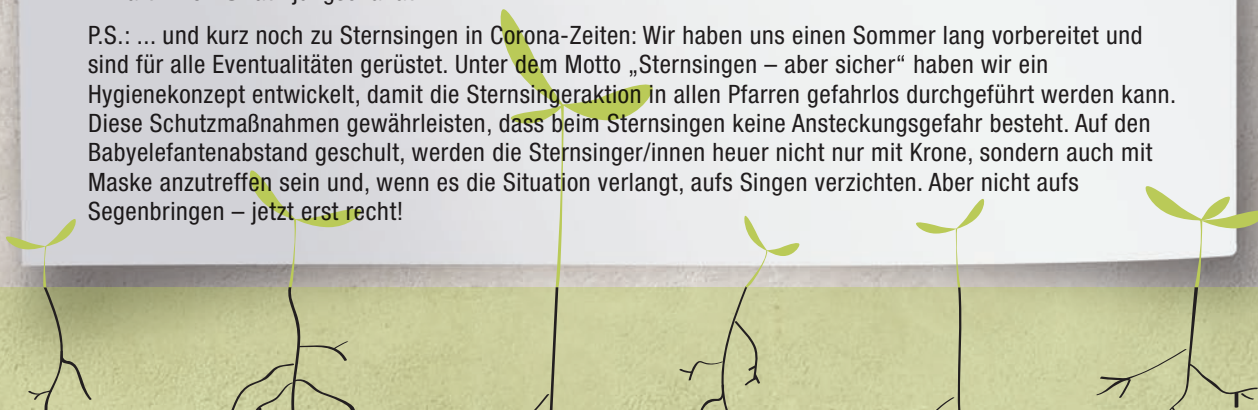 P.S.: ... und kurz noch zu Sternsingen in Corona-Zeiten: Wir haben uns einen Sommer lang vorbereitet und
sind für alle Eventualitäten gerüstet. Unter dem Motto „Sternsingen – aber sicher“ haben wir ein
Hygienekonzept entwickelt, damit die Sternsingeraktion in allen Pfarren gefahrlos durchgeführt werden kann.
Diese Schutzmaßnahmen gewährleisten, dass beim Sternsingen keine Ansteckungsgefahr besteht. Auf den
Babyelefantenabstand geschult, werden die Sternsinger/innen heuer nicht nur mit Krone, sondern auch mit
Maske anzutreffen sein und, wenn es die Situation verlangt, aufs Singen verzichten. Aber nicht aufs
Segenbringen – jetzt erst recht!